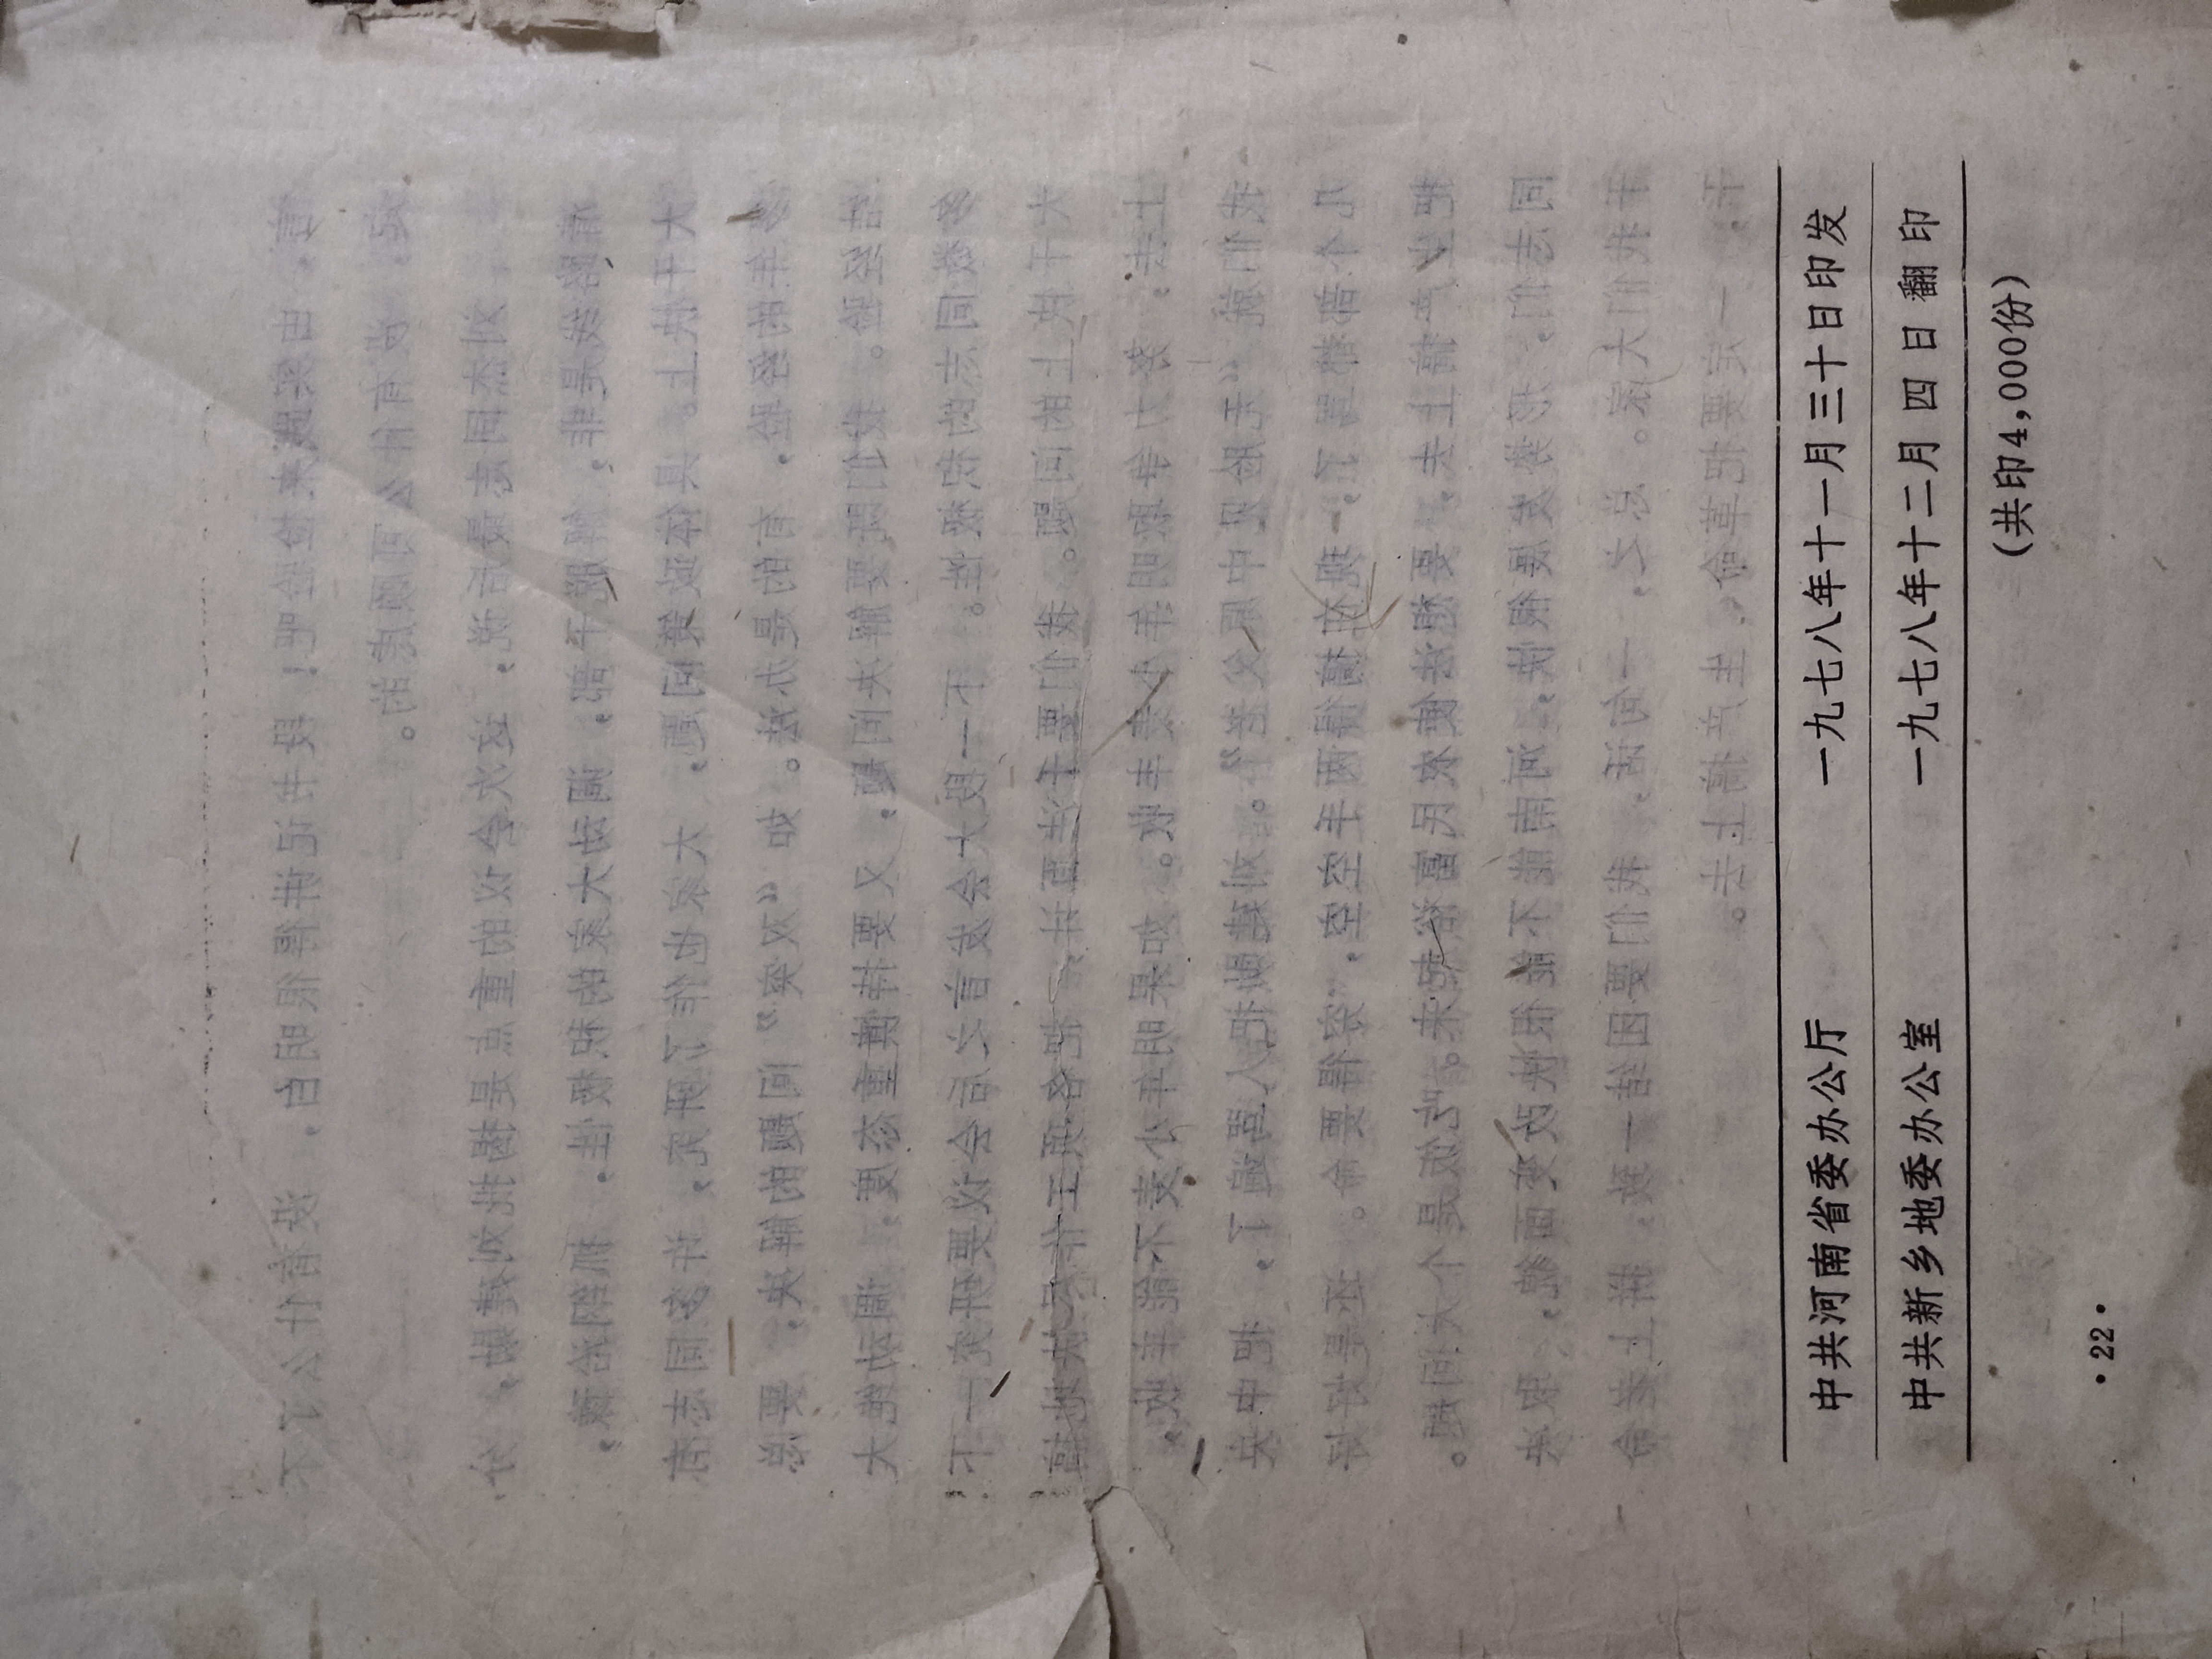 由实践来检验吧！段书记讲得很明白，没有什么了不
起，没有什么可顾虑的。
刘杰同志最后说，这次会议的重点是揭批刘建勋，分
清路线是非，解脱干部，调动大家的积极性，抓纲治豫，
大干快上。具体政策问题，大家也作了研究，许多同志有
多年的经验，有的是办法。如“双突”问题的解决，要总
结经验。我们既要解决问题，又要持慎重态度，调动绝大
多数同志的积极性。下一段大会发言之后会议要研究一下
大干快上的问题。我们要千方百计，把各项工作尽快地搞
上去，努力争取明年小麦丰收。如果明年小麦不能丰收，
我们就“无脸见中原父老”。刘建勋把人骂遍了，把中央
几个部都骂了，现在搞得两手空空，穷得要命。还是好好
把生产搞上去，要想法使农民富裕起来。吃饭是个大问题。
同志们，形势发展很快，河南能不能很快改变面貌，取决
于我们大家。总之，一句话，我们要团结一致，拼上老命
干，一定要把革命、生产搞上去。
中共河南省委办公厅 一九七八年十一月三十日印发
中共新乡地委办公室 一九七八年十二月四日翻印
（共印4,000份）
·22·